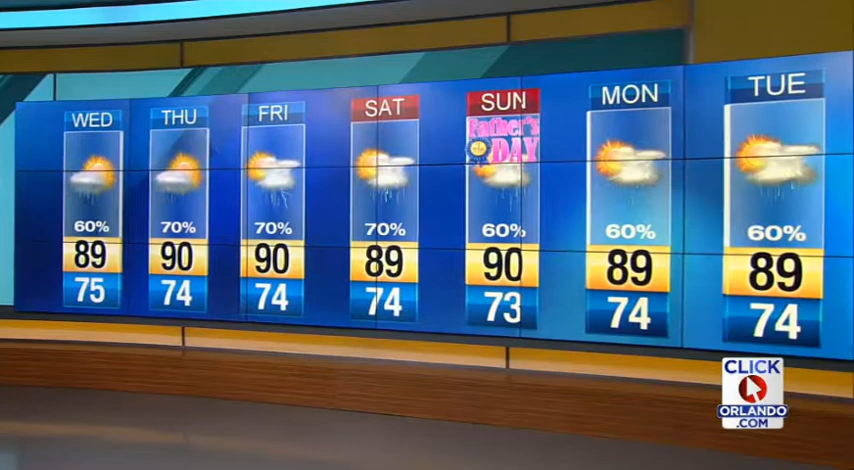 WED THU FRI SAT SUN MON TUE
Father's
DAY
60% 70% 70% 70% 60% 60% 60%
89 90 90 89 90 89 89
75 74 74 74 73 74 74
CLICK
ORLANDO
.COM